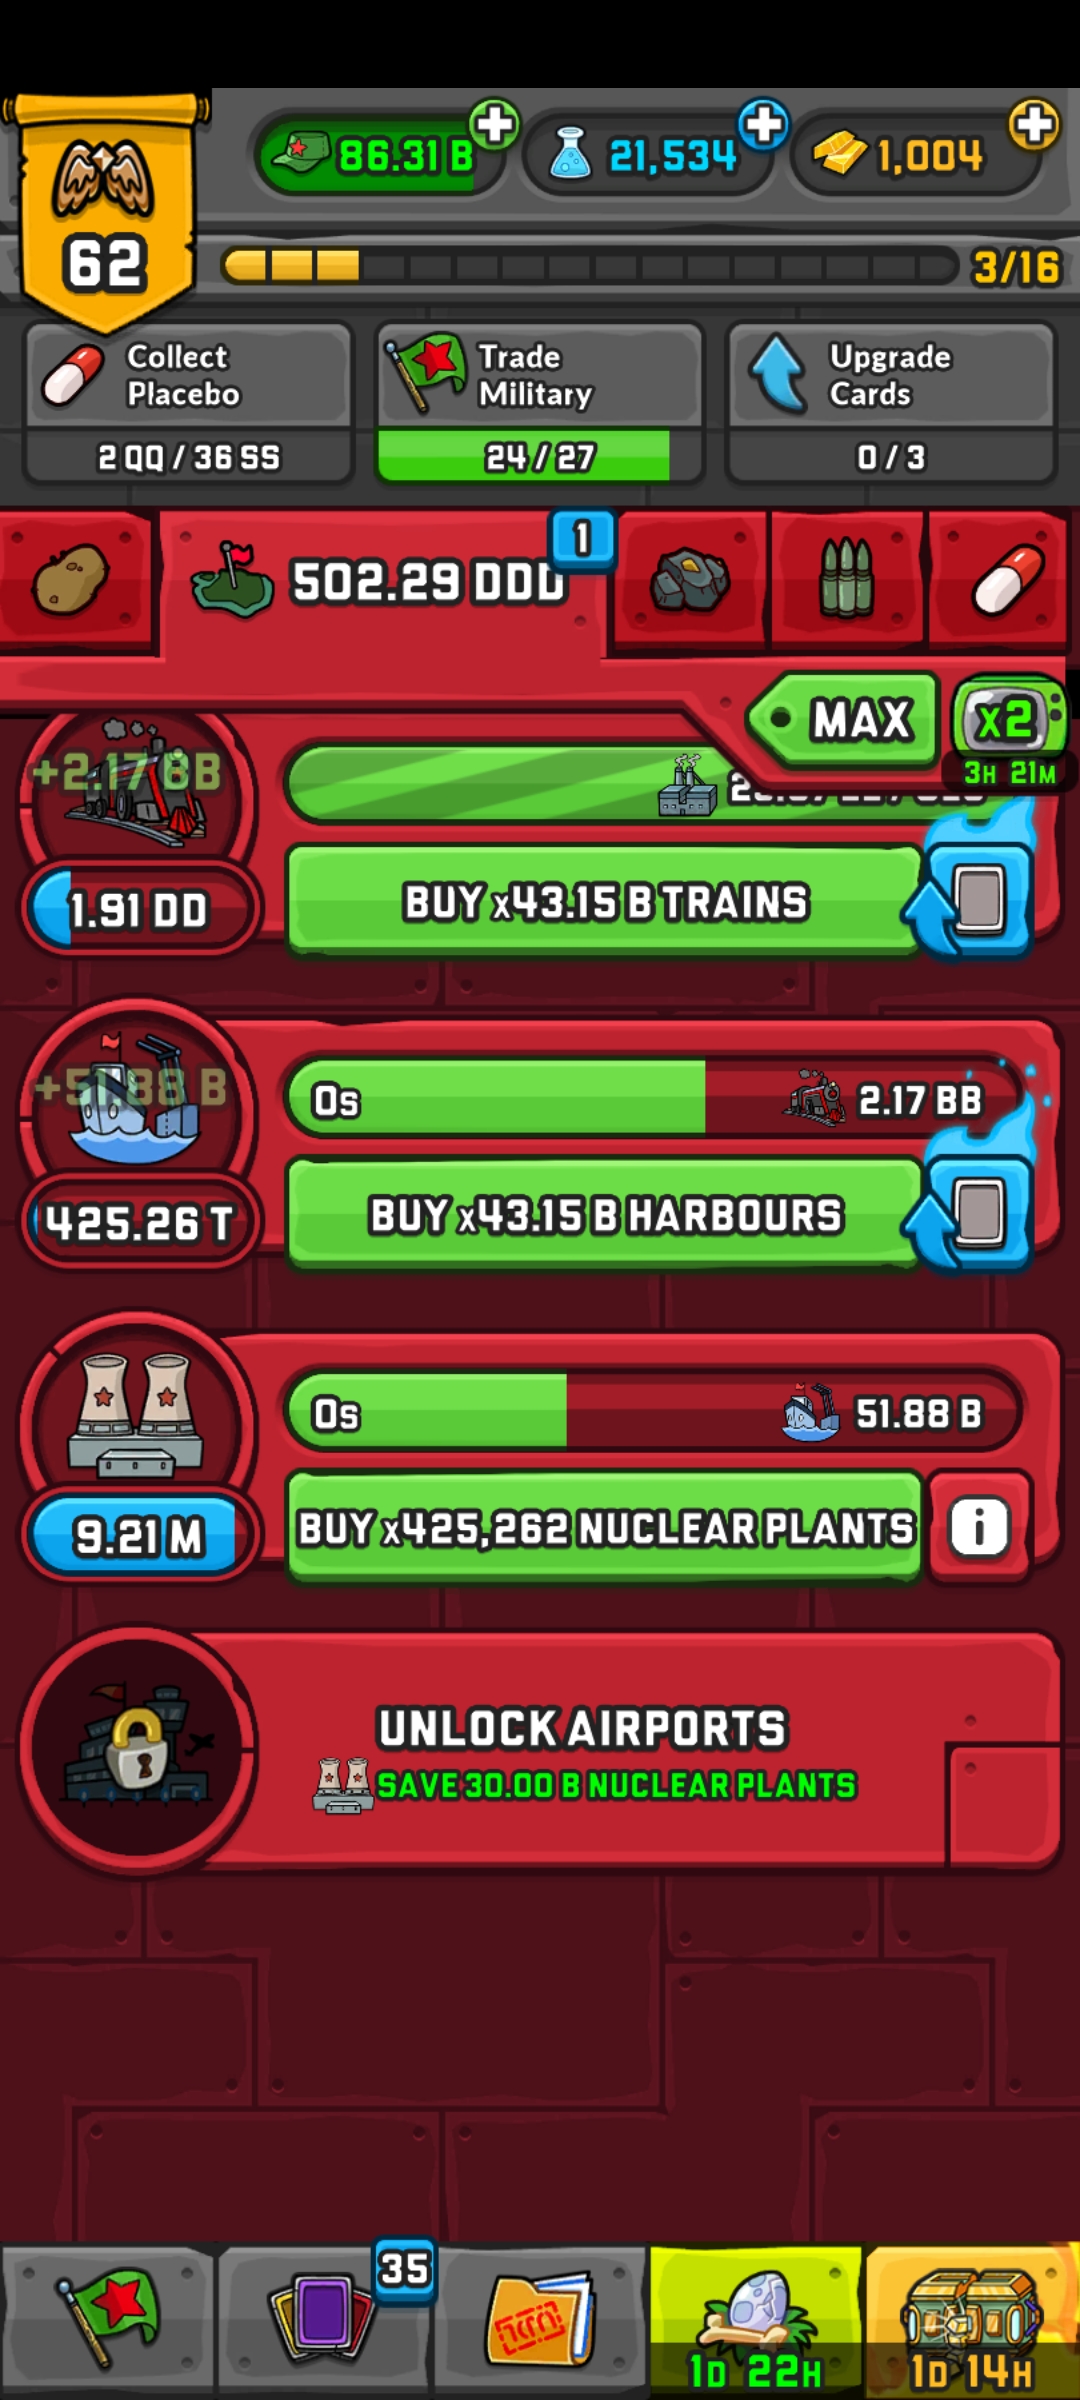 86.31 B
21,534
1,004
62
3/16
Collect
Placebo
Trade
Military
Upgrade
Cards
2 QQ / 36 SS
24 / 27
0 / 3
1
502.29 DDD
MAX
x2
3H 21M
+2.17 BB
1.91 DD
BUY x43.15 B TRAINS
+51.88 B
0s
2.17 BB
425.26 T
BUY x43.15 B HARBOURS
0s
51.88 B
9.21 M
BUY x425,262 NUCLEAR PLANTS
i
UNLOCK AIRPORTS
SAVE 30.00 B NUCLEAR PLANTS
35
1D 22H
1D 14H